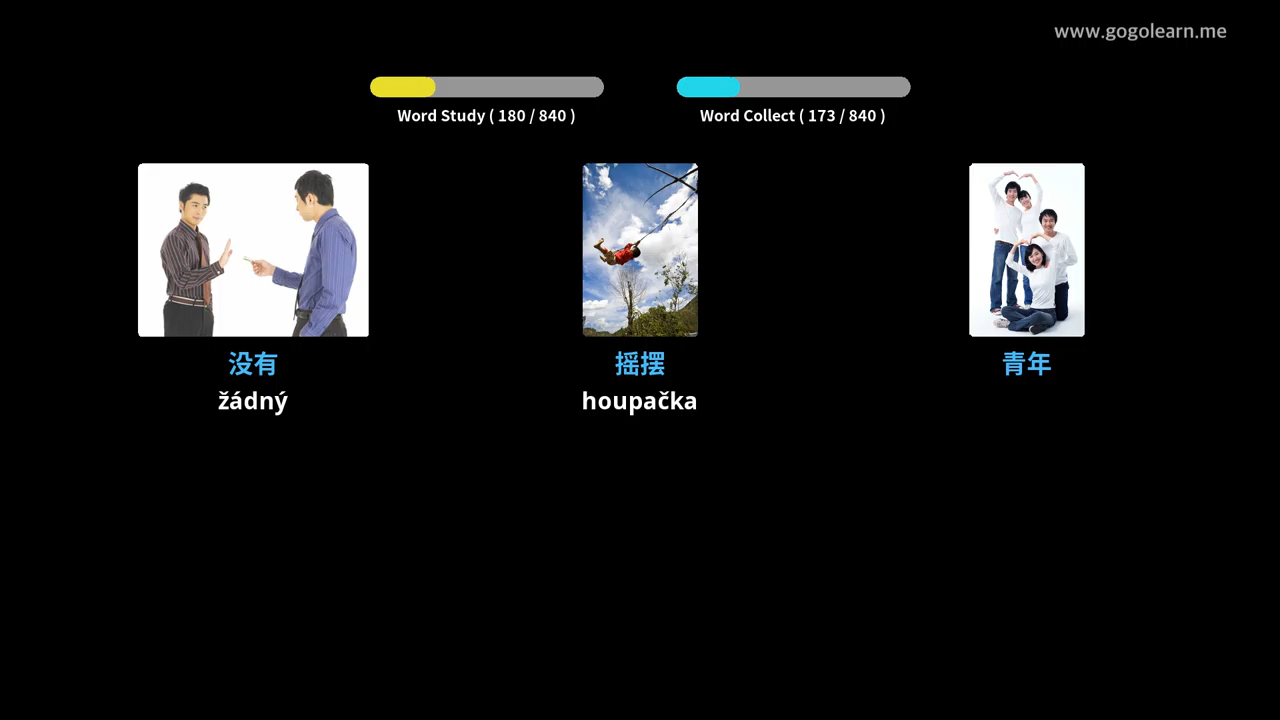 www.gogolearn.me
Word Study ( 180 / 840 )
Word Collect ( 173 / 840 )
没有
žádný
摇摆
houpačka
青年